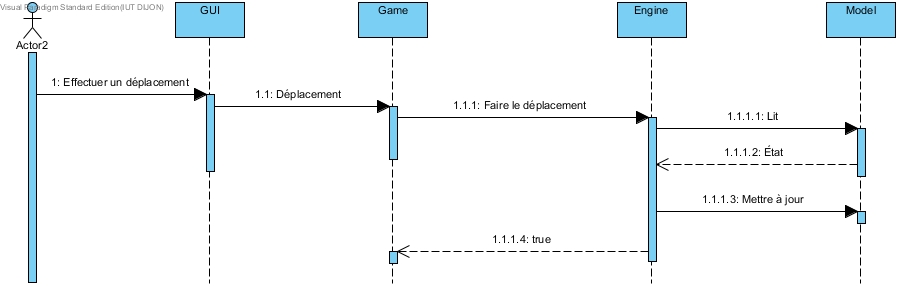 Visual Paradigm Standard Edition(IUT DIJON)
GUI
Game
Engine
Model
Actor2
1: Effectuer un déplacement
1.1: Déplacement
1.1.1: Faire le déplacement
1.1.1.1: Lit
1.1.1.2: État
1.1.1.3: Mettre à jour
1.1.1.4: true